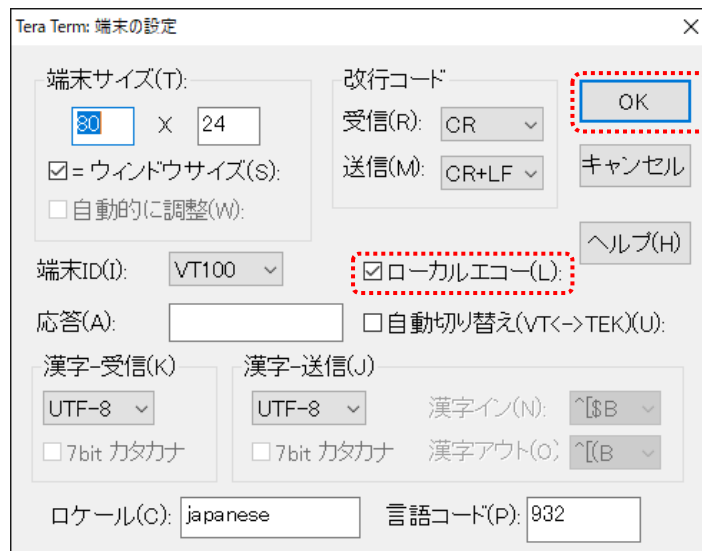 Tera Term: 端末の設定
端末サイズ(T):
80 X 24
= ウィンドウサイズ(S):
自動的に調整(W):
改行コード
受信(R): CR
送信(M): CR+LF
OK
キャンセル
ヘルプ(H)
端末ID(I): VT100
ローカルエコー(L):
応答(A):
自動切り替え(VT<->TEK)(U):
漢字-受信(K)
UTF-8
7bit カタカナ
漢字-送信(J)
UTF-8
7bit カタカナ
漢字イン(N): ^[$B
漢字アウト(O) ^[(B
ロケール(C): japanese
言語コード(P): 932